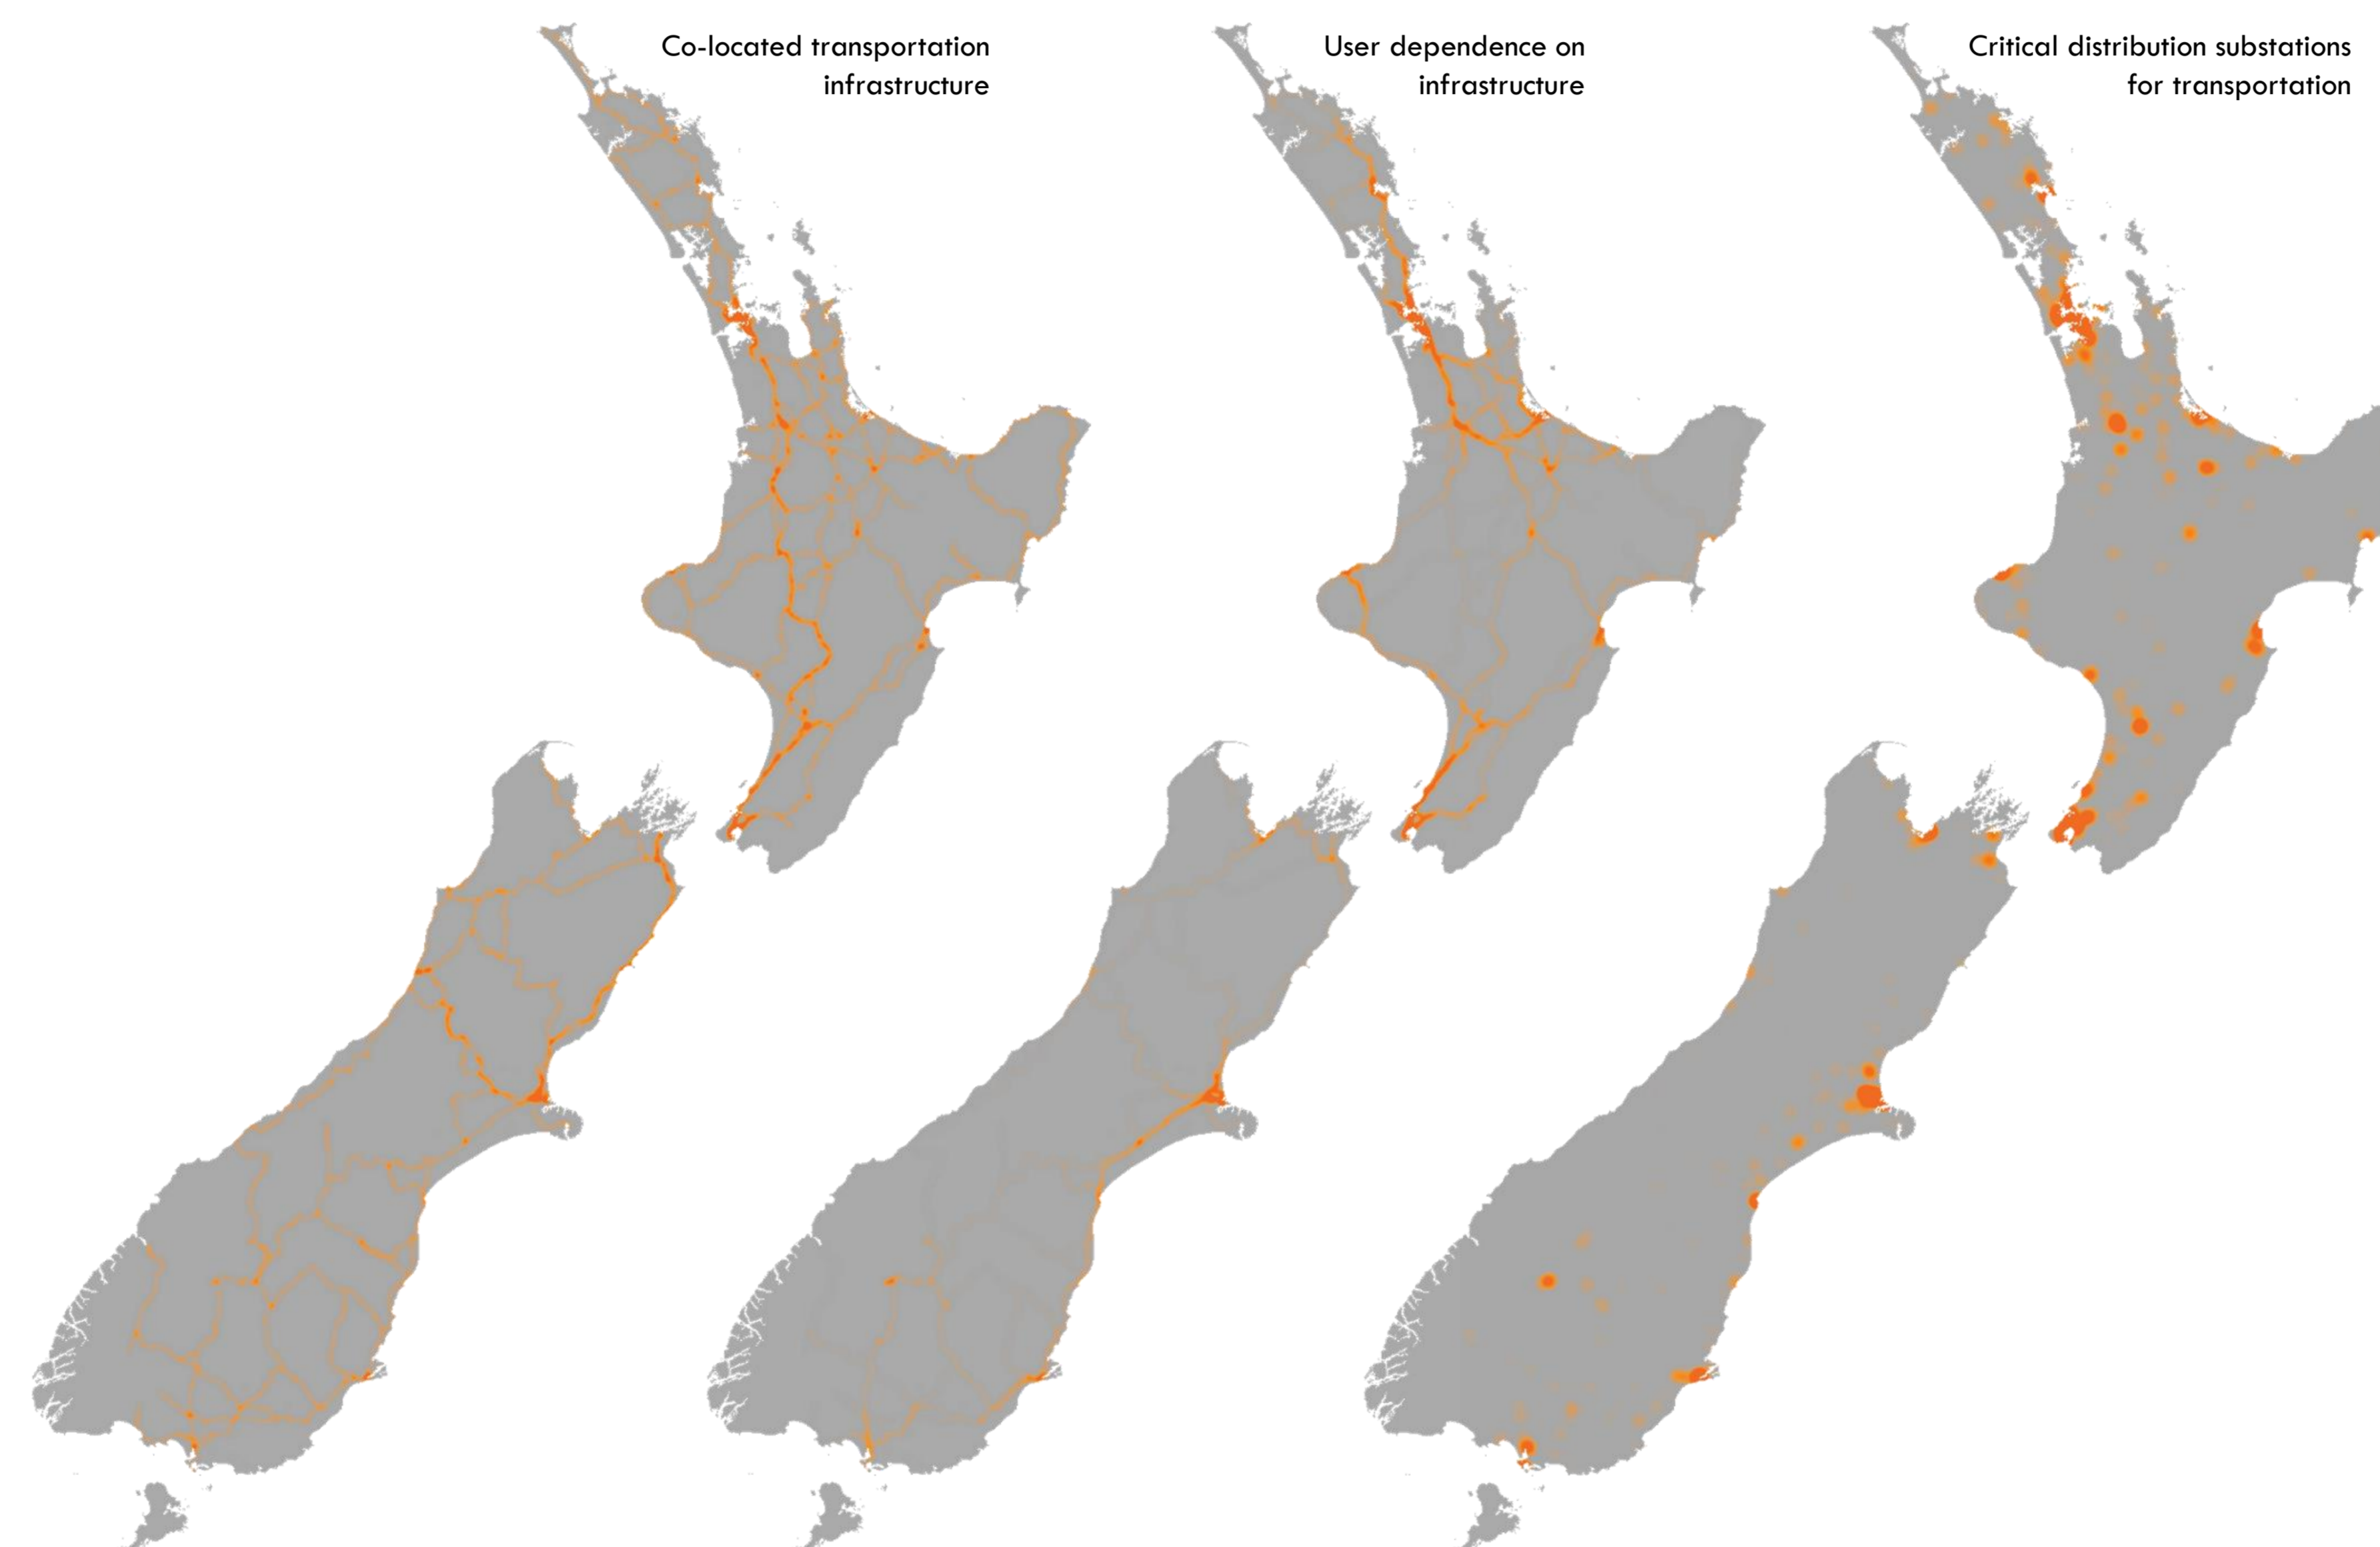 Co-located transportation
infrastructure
User dependence on
infrastructure
Critical distribution substations
for transportation